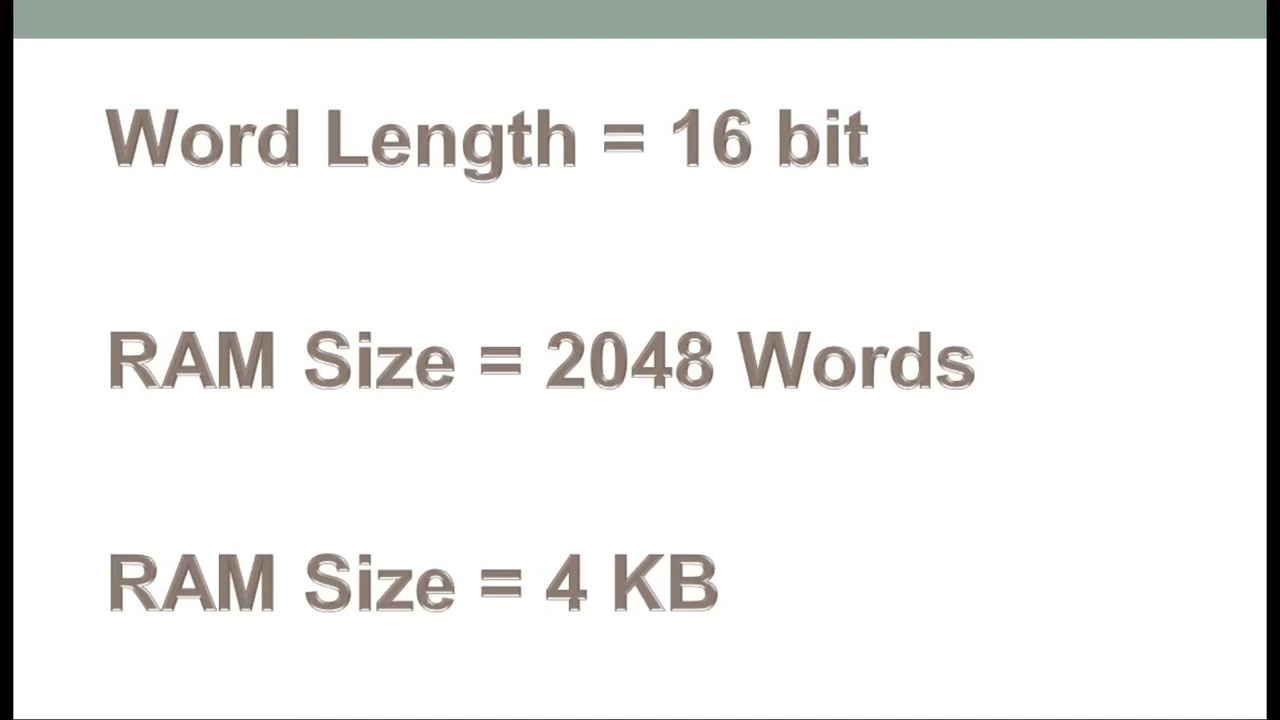 Word Length = 16 bit
RAM Size = 2048 Words
RAM Size = 4 KB